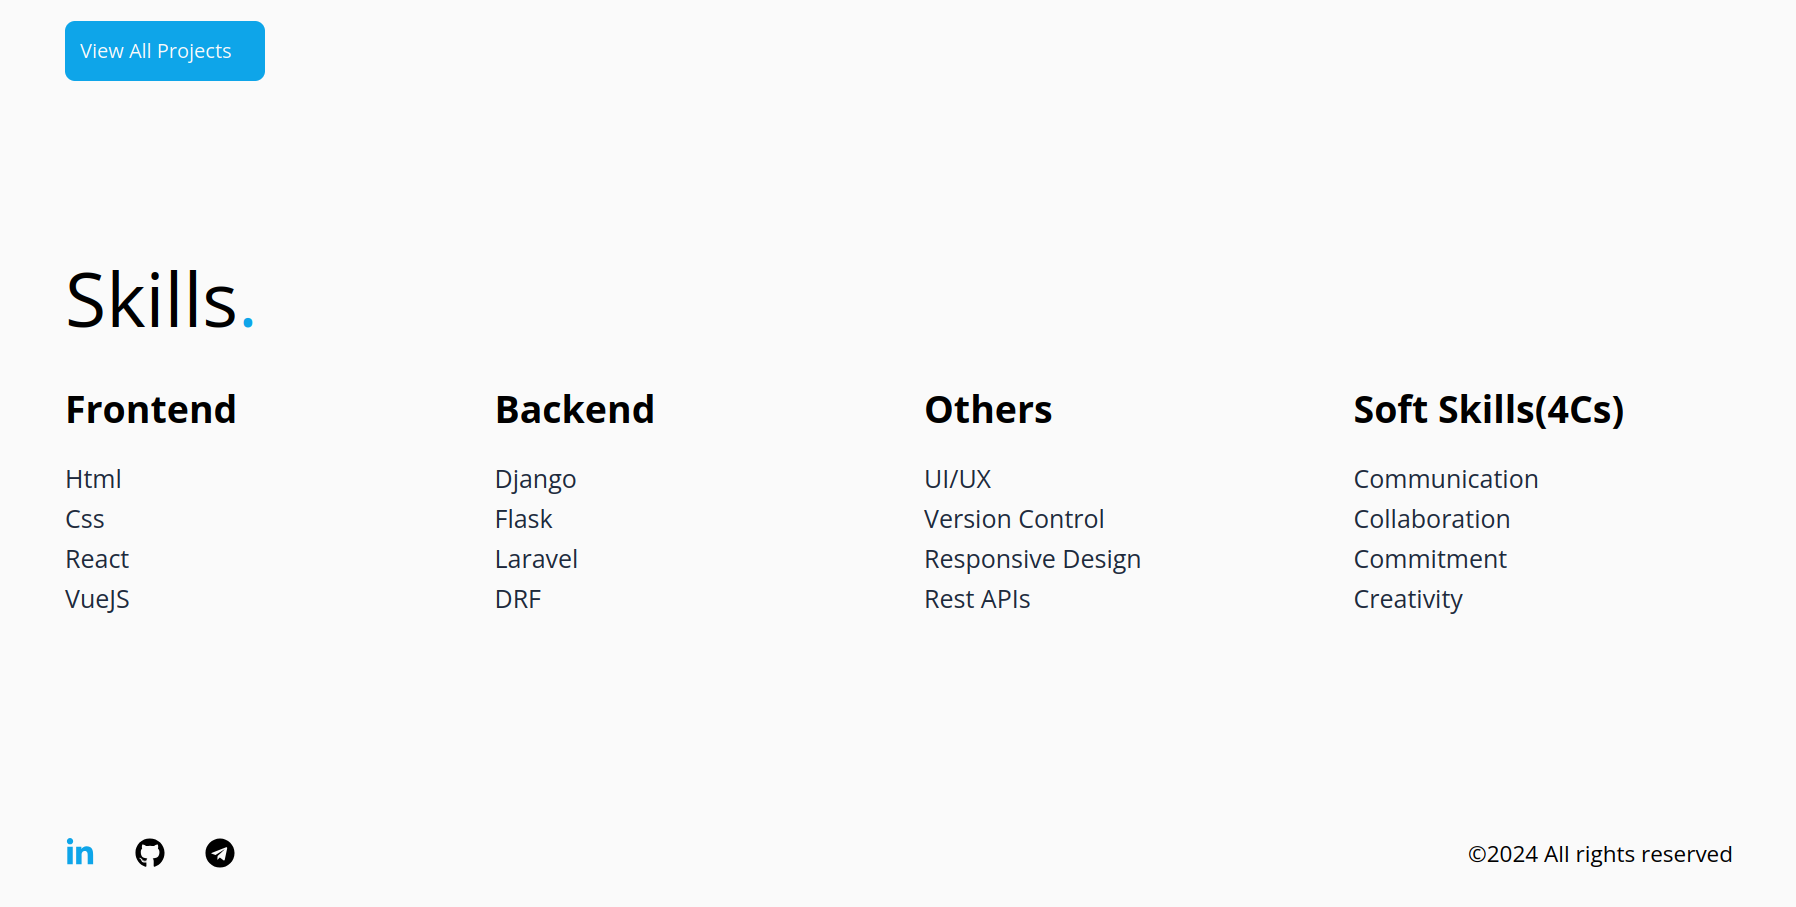 View All Projects
Skills.
Frontend
Html
Css
React
VueJS
Backend
Django
Flask
Laravel
DRF
Others
UI/UX
Version Control
Responsive Design
Rest APIs
Soft Skills(4Cs)
Communication
Collaboration
Commitment
Creativity
in
©2024 All rights reserved